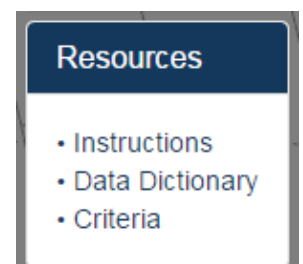 Resources
• Instructions
• Data Dictionary
• Criteria